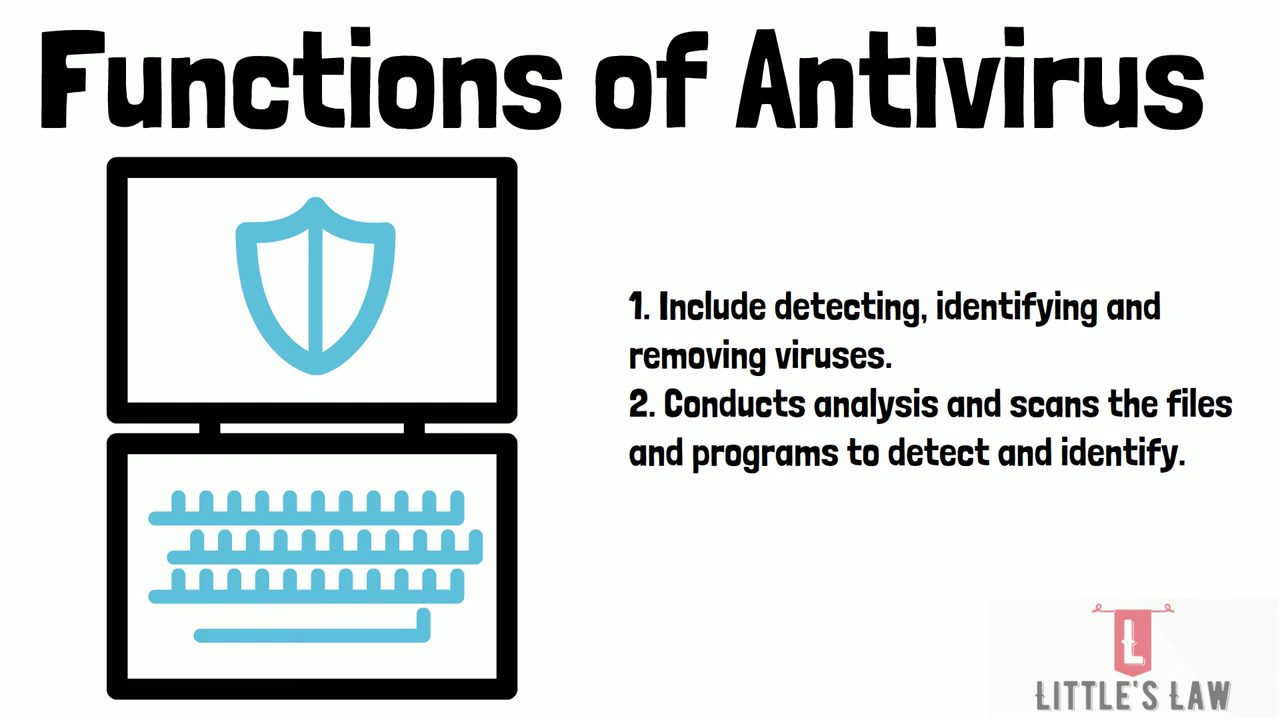 Functions of Antivirus
1. Include detecting, identifying and
removing viruses.
2. Conducts analysis and scans the files
and programs to detect and identify.
L
LITTLE'S LAW